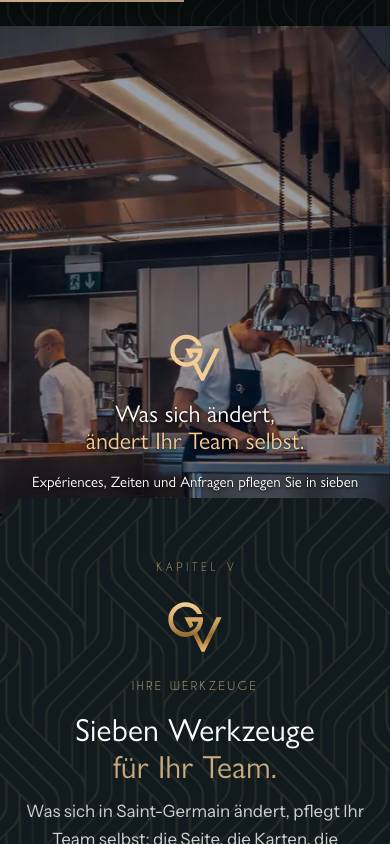 GV
Was sich ändert,
ändert Ihr Team selbst.
Expériences, Zeiten und Anfragen pflegen Sie in sieben
KAPITEL V
GV
IHRE WERKZEUGE
Sieben Werkzeuge
für Ihr Team.
Was sich in Saint-Germain ändert, pflegt Ihr
Team selbst: die Seite, die Karten, die